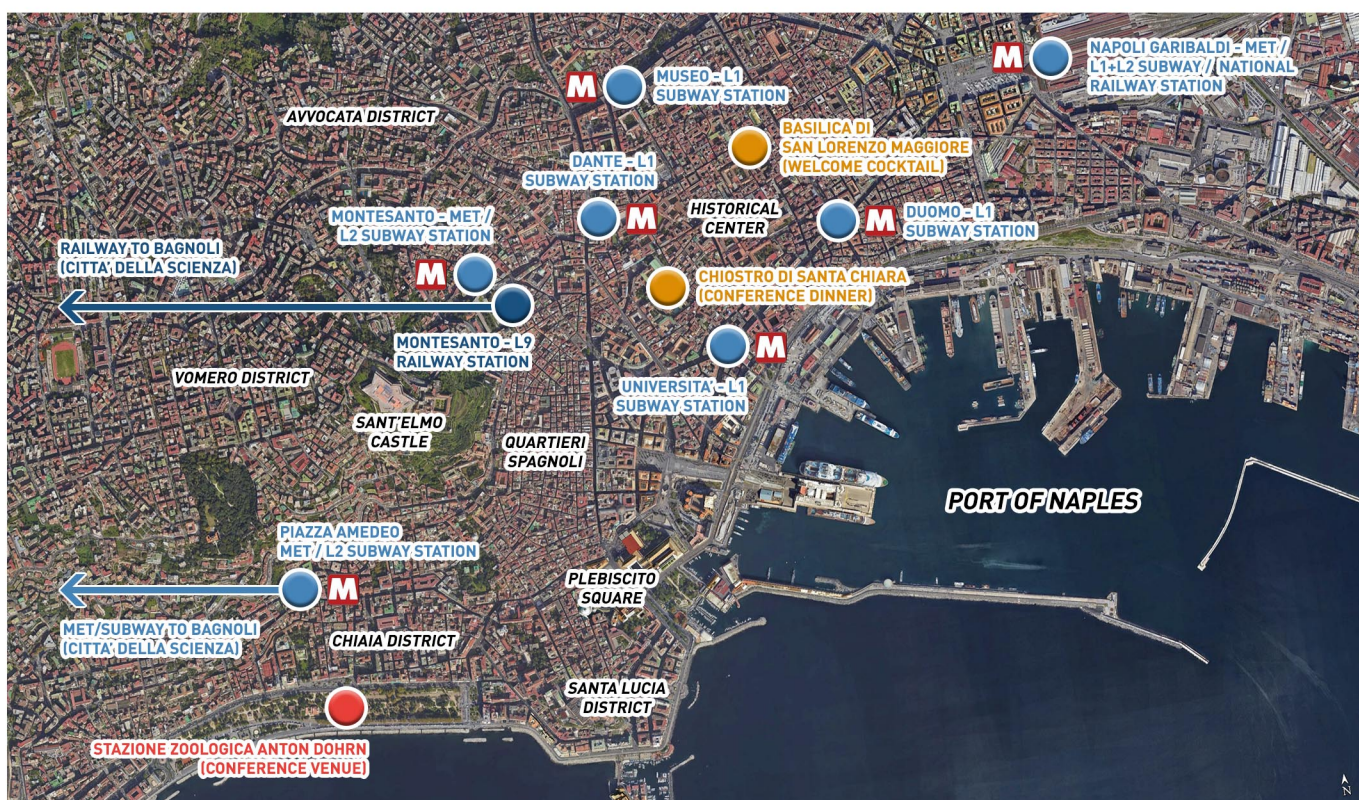 M
NAPOLI GARIBALDI - MET /
L1+L2 SUBWAY / NATIONAL
RAILWAY STATION
M
MUSEO - L1
SUBWAY STATION
AVVOCATA DISTRICT
BASILICA DI
SAN LORENZO MAGGIORE
(WELCOME COCKTAIL)
DANTE - L1
SUBWAY STATION
M
HISTORICAL
CENTER
M
DUOMO - L1
SUBWAY STATION
MONTESANTO - MET /
L2 SUBWAY STATION
M
RAILWAY TO BAGNOLI
(CITTA' DELLA SCIENZA)
CHIOSTRO DI SANTA CHIARA
(CONFERENCE DINNER)
MONTESANTO - L9
RAILWAY STATION
M
UNIVERSITA' - L1
SUBWAY STATION
VOMERO DISTRICT
SANT'ELMO
CASTLE
QUARTIERI
SPAGNOLI
PORT OF NAPLES
PIAZZA AMEDEO
MET / L2 SUBWAY STATION
M
PLEBISCITO
SQUARE
MET/SUBWAY TO BAGNOLI
(CITTA' DELLA SCIENZA)
CHIAIA DISTRICT
SANTA LUCIA
DISTRICT
STAZIONE ZOOLOGICA ANTON DOHRN
(CONFERENCE VENUE)
N